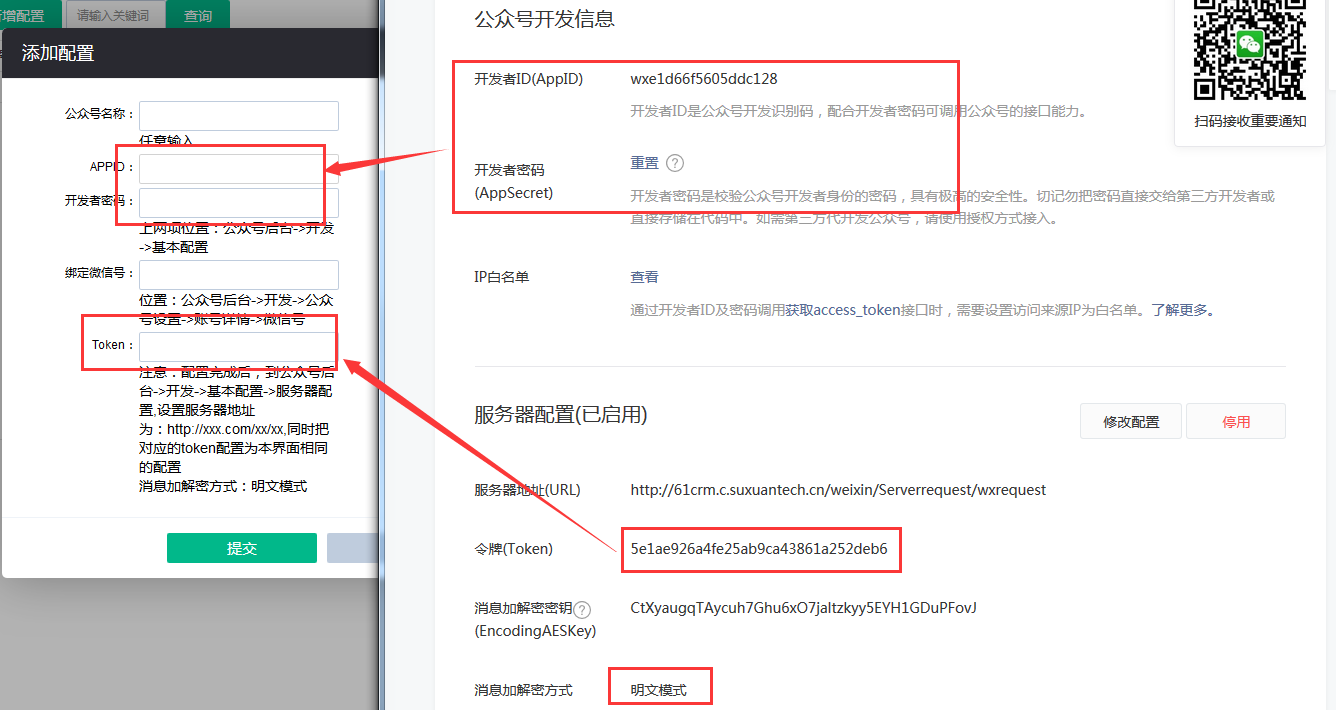 新增配置
请输入关键词
查询
添加配置
公众号名称：
任意输入
APPID：
开发者密码：
上两项位置：公众号后台->开发
->基本配置
绑定微信号：
位置：公众号后台->开发->公众
号设置->账号详情->微信号
Token：
注意：配置完成后，到公众号后
台->开发->基本配置->服务器配
置,设置服务器地址
为：http://xxx.com/xx/xx,同时把
对应的token配置为本界面相同
的配置
消息加解密方式：明文模式
提交
公众号开发信息
开发者ID(AppID)
wxe1d66f5605ddc128
开发者ID是公众号开发识别码，配合开发者密码可调用公众号的接口能力。
开发者密码
(AppSecret)
重置 ?
开发者密码是校验公众号开发者身份的密码，具有极高的安全性。切记勿把密码直接交给第三方开发者或
直接存储在代码中。如需第三方代开发公众号，请使用授权方式接入。
IP白名单
查看
通过开发者ID及密码调用获取access_token接口时，需要设置访问来源IP为白名单。了解更多。
服务器配置(已启用)
修改配置
停用
服务器地址(URL)
http://61crm.c.suxuantech.cn/weixin/Serverrequest/wxrequest
令牌(Token)
5e1ae926a4fe25ab9ca43861a252deb6
消息加解密密钥 ?
(EncodingAESKey)
CtXyaugqTAycuh7Ghu6xO7jaltzkyy5EYH1GDuPFovJ
消息加解密方式
明文模式
扫码接收重要通知